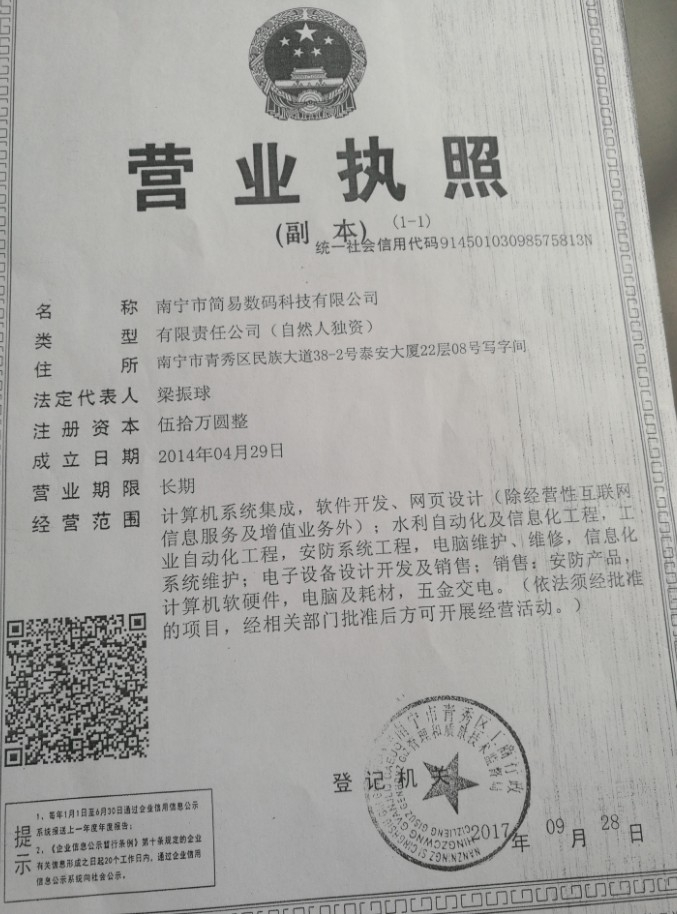 营业执照
(副 本) (1-1)
统一社会信用代码91450103098575813N
名 称 南宁市简易数码科技有限公司
类 型 有限责任公司（自然人独资）
住 所 南宁市青秀区民族大道38-2号泰安大厦22层08号写字间
法定代表人 梁振球
注册资本 伍拾万圆整
成立日期 2014年04月29日
营业期限 长期
经营范围 计算机系统集成，软件开发、网页设计（除经营性互联网
信息服务及增值业务外）；水利自动化及信息化工程，工
业自动化工程，安防系统工程，电脑维护、维修，信息化
系统维护；电子设备设计开发及销售；销售：安防产品，
计算机软硬件，电脑及耗材，五金交电。（依法须经批准
的项目，经相关部门批准后方可开展经营活动。）
登记机关
南宁市青秀区工商行政
管理和质量技术监督局
2017年 09月 28日
提示
1、每年1月1日至6月30日通过企业信用信息公示
系统报送上一年度年度报告；
2、《企业信息公示暂行条例》第十条规定的企业
有关信息形成之日起20个工作日内，通过企业信用
信息公示系统向社会公示。